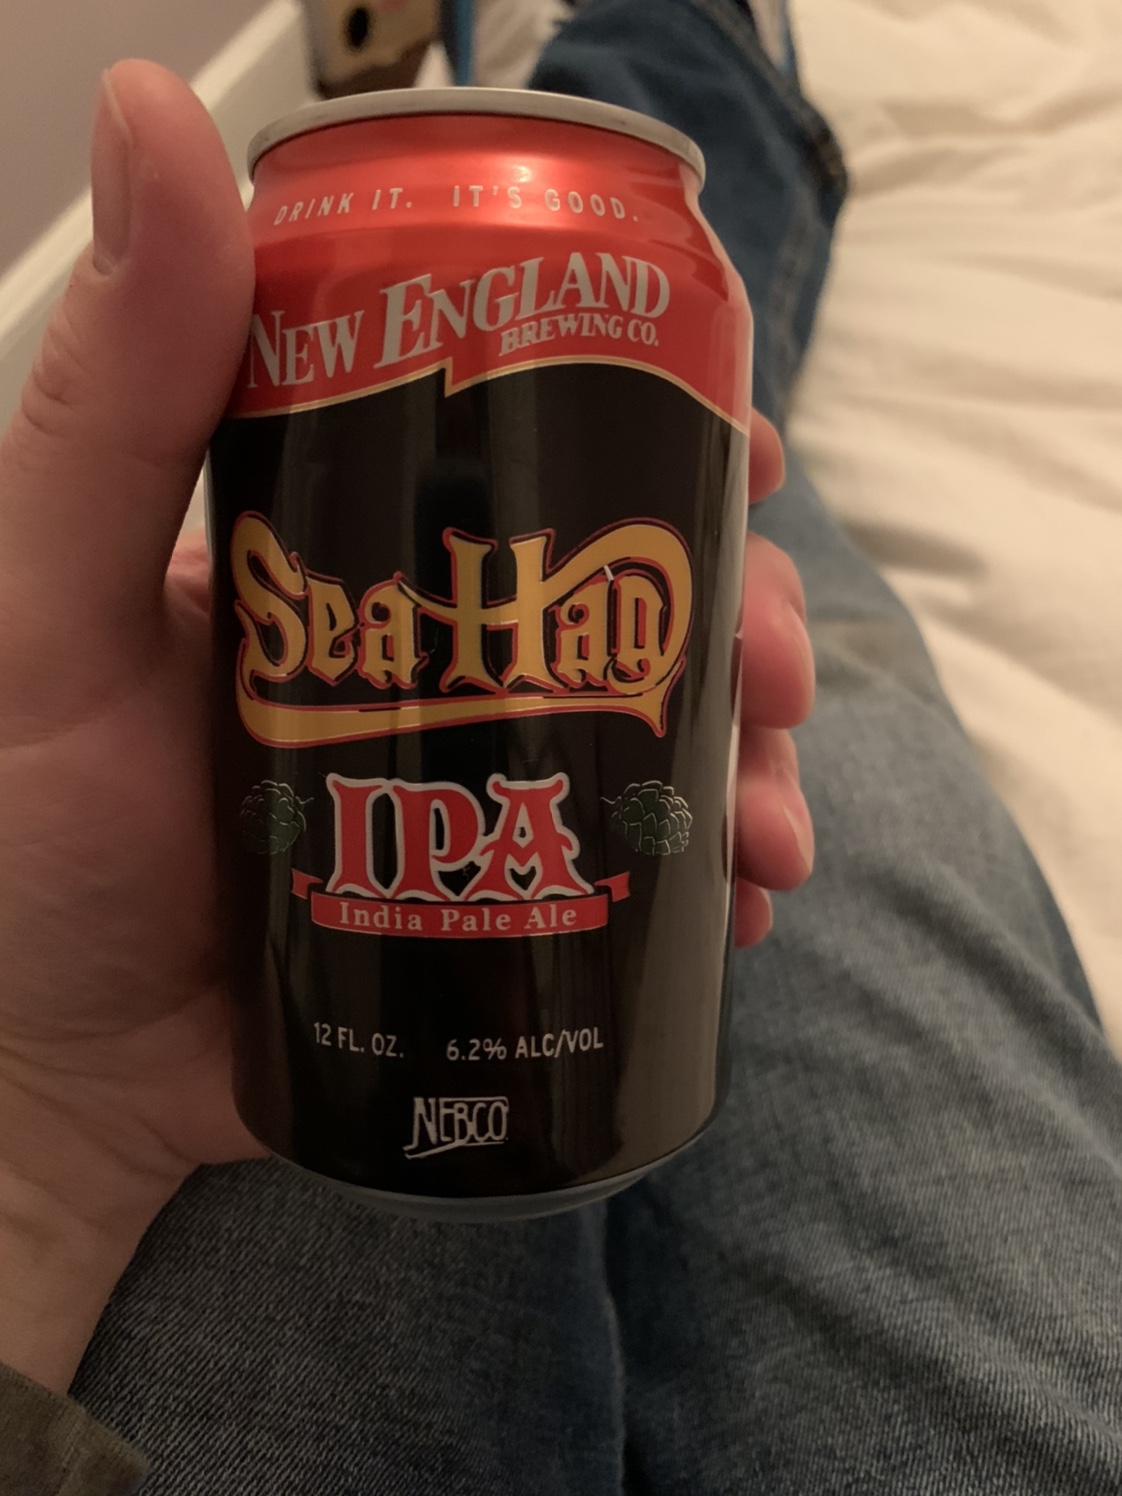 DRINK IT. IT'S GOOD.
NEW ENGLAND
BREWING CO.
Sea Hag
IPA
India Pale Ale
12 FL. OZ. 6.2% ALC/VOL
NEBCO